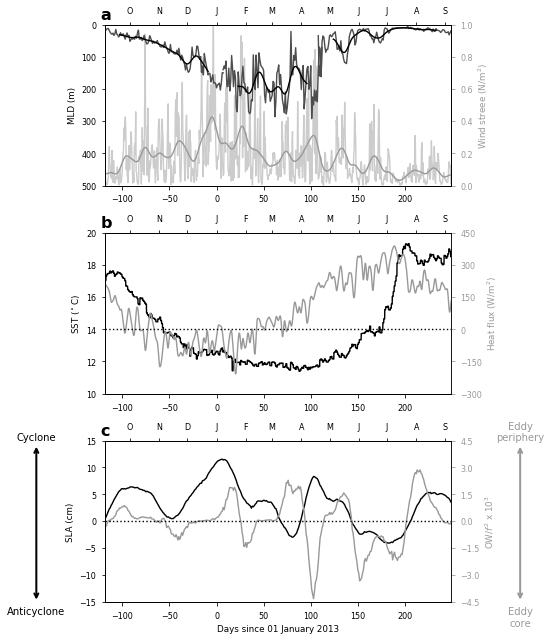 a
O N D J F M A M J J A S
0
100
200
300
400
500
MLD (m)
1.0
0.8
0.6
0.4
0.2
0.0
Wind streee (N/m²)
−100 −50 0 50 100 150 200
b
O N D J F M A M J J A S
20
18
16
14
12
10
SST (°C)
450
300
150
0
−150
−300
Heat flux (W/m²)
−100 −50 0 50 100 150 200
c
O N D J F M A M J J A S
Cyclone
Anticyclone
15
10
5
0
−5
−10
−15
SLA (cm)
4.5
3.0
1.5
0.0
−1.5
−3.0
−4.5
OW/f² x 10³
Eddy
periphery
Eddy
core
−100 −50 0 50 100 150 200
Days since 01 January 2013